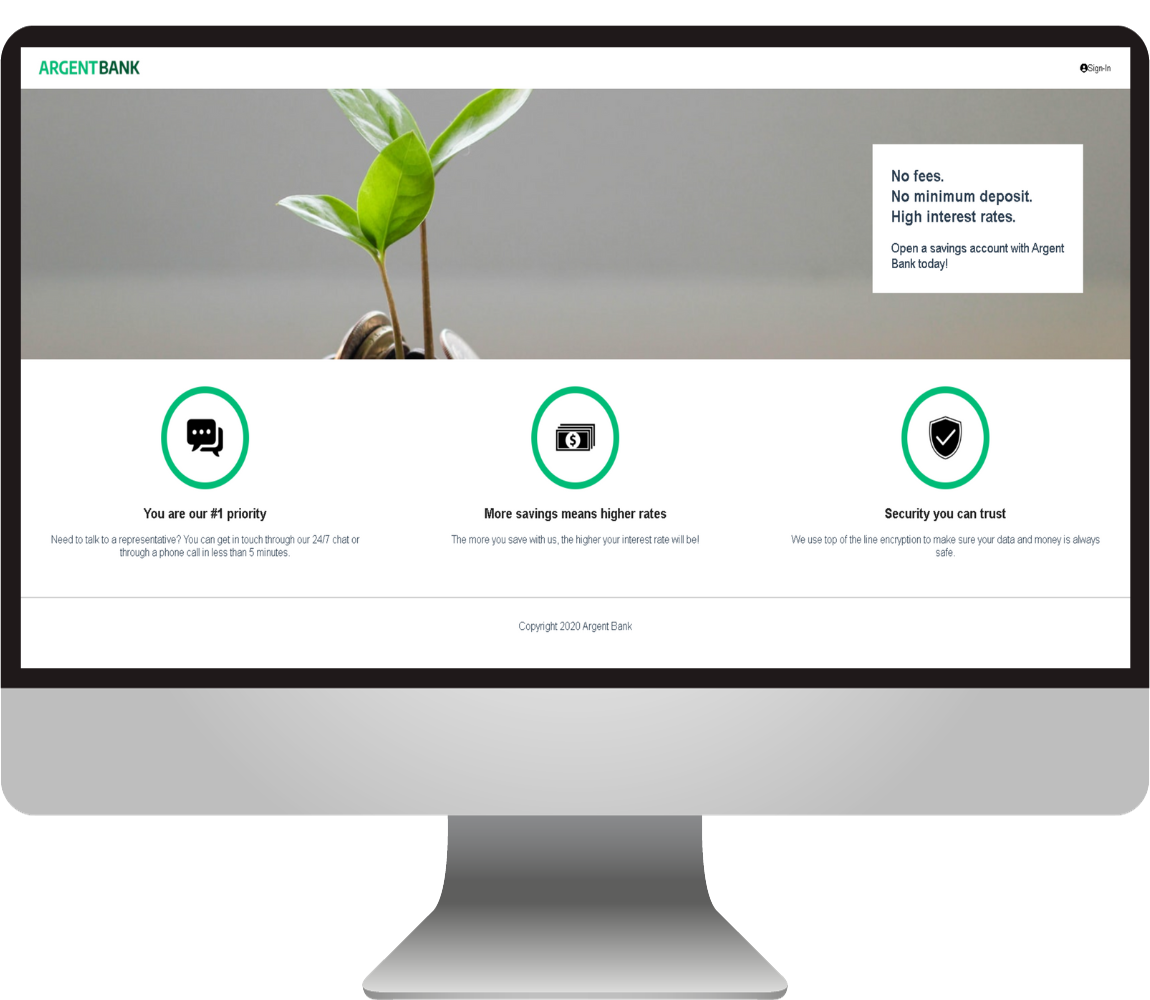 ARGENTBANK
Sign-In
No fees.
No minimum deposit.
High interest rates.
Open a savings account with Argent
Bank today!
You are our #1 priority
Need to talk to a representative? You can get in touch through our 24/7 chat or
through a phone call in less than 5 minutes.
More savings means higher rates
The more you save with us, the higher your interest rate will be!
Security you can trust
We use top of the line encryption to make sure your data and money is always
safe.
Copyright 2020 Argent Bank